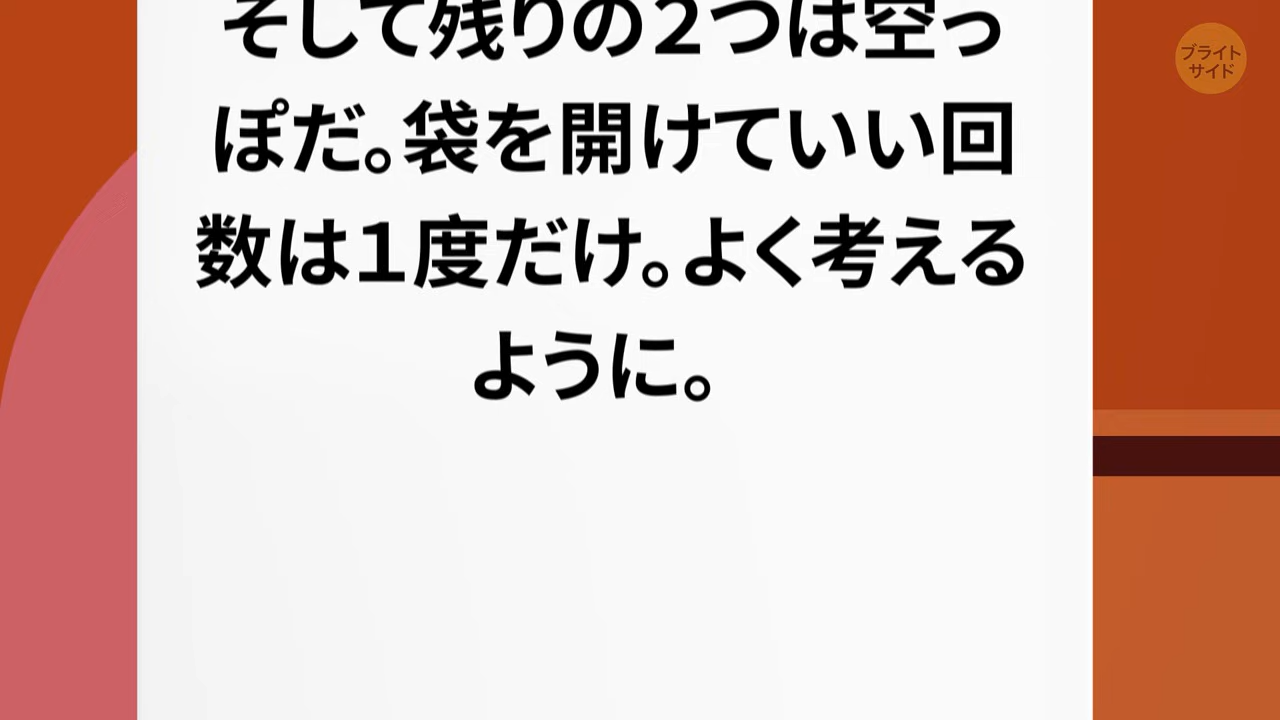 そして残りの2つは空っ
ぽだ。袋を開けていい回
数は1度だけ。よく考える
ように。
ブライト
サイド